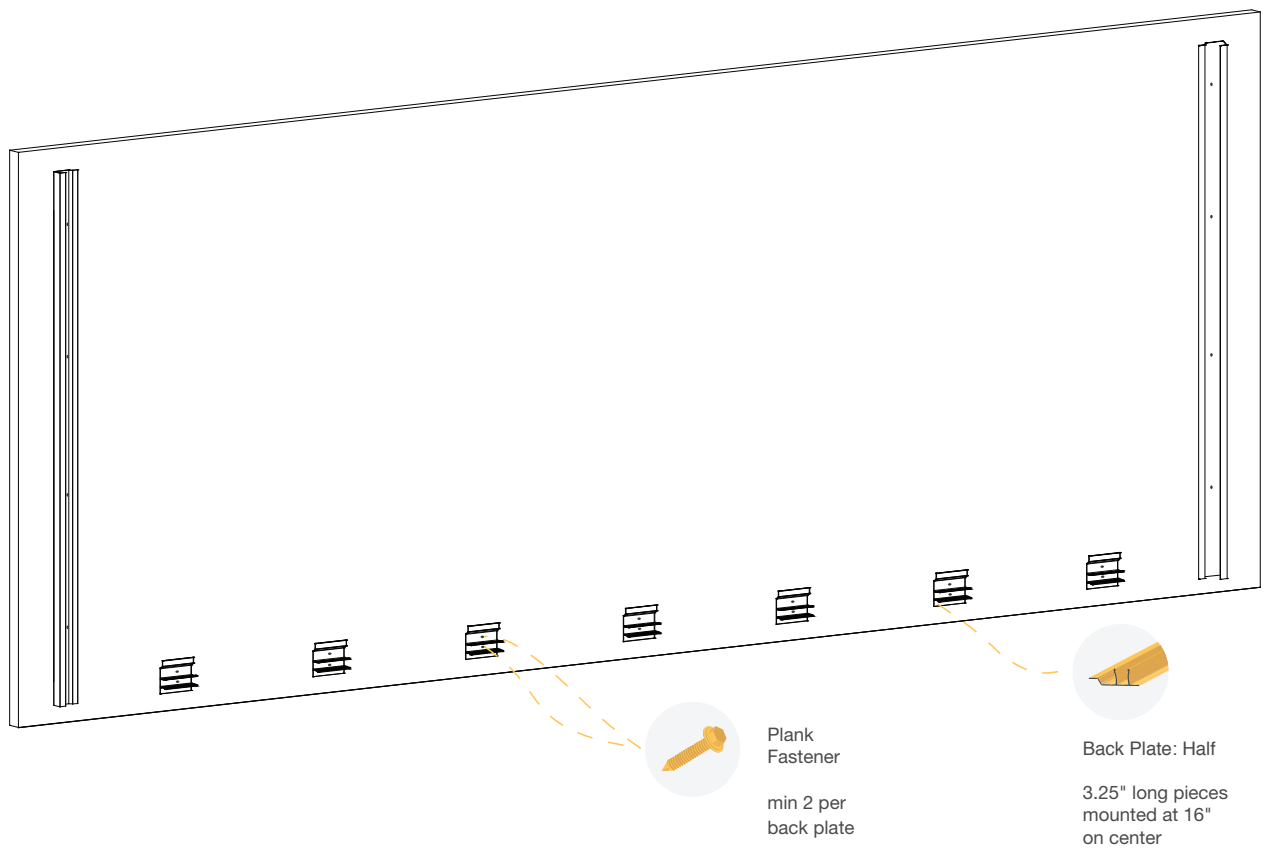 Plank
Fastener
min 2 per
back plate
Back Plate: Half
3.25" long pieces
mounted at 16"
on center